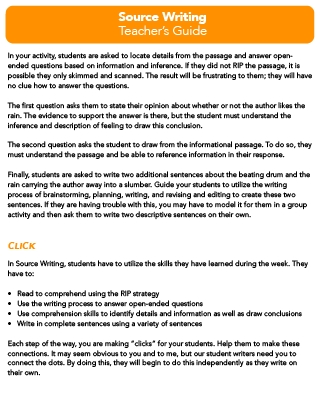 Source Writing
Teacher's Guide
In your activity, students are asked to locate details from the passage and answer open-
ended questions based on information and inference. If they did not RIP the passage, it is
possible they only skimmed and scanned. The result will be frustrating to them; they will have
no clue how to answer the questions.
The first question asks them to state their opinion about whether or not the author likes the
rain. The evidence to support the answer is there, but the student must understand the
inference and description of feeling to draw this conclusion.
The second question asks the student to draw from the informational passage. To do so, they
must understand the passage and be able to reference information in their response.
Finally, students are asked to write two additional sentences about the beating drum and the
rain carrying the author away into a slumber. Guide your students to utilize the writing
process of brainstorming, planning, writing, and revising and editing to create these two
sentences. If they are having trouble with this, you may have to model it for them in a group
activity and then ask them to write two descriptive sentences on their own.
CLICK
In Source Writing, students have to utilize the skills they have learned during the week. They
have to:
• Read to comprehend using the RIP strategy
• Use the writing process to answer open-ended questions
• Use comprehension skills to identify details and information as well as draw conclusions
• Write in complete sentences using a variety of sentences
Each step of the way, you are making "clicks" for your students. Help them to make these
connections. It may seem obvious to you and to me, but our student writers need you to
connect the dots. By doing this, they will begin to do this independently as they write on
their own.